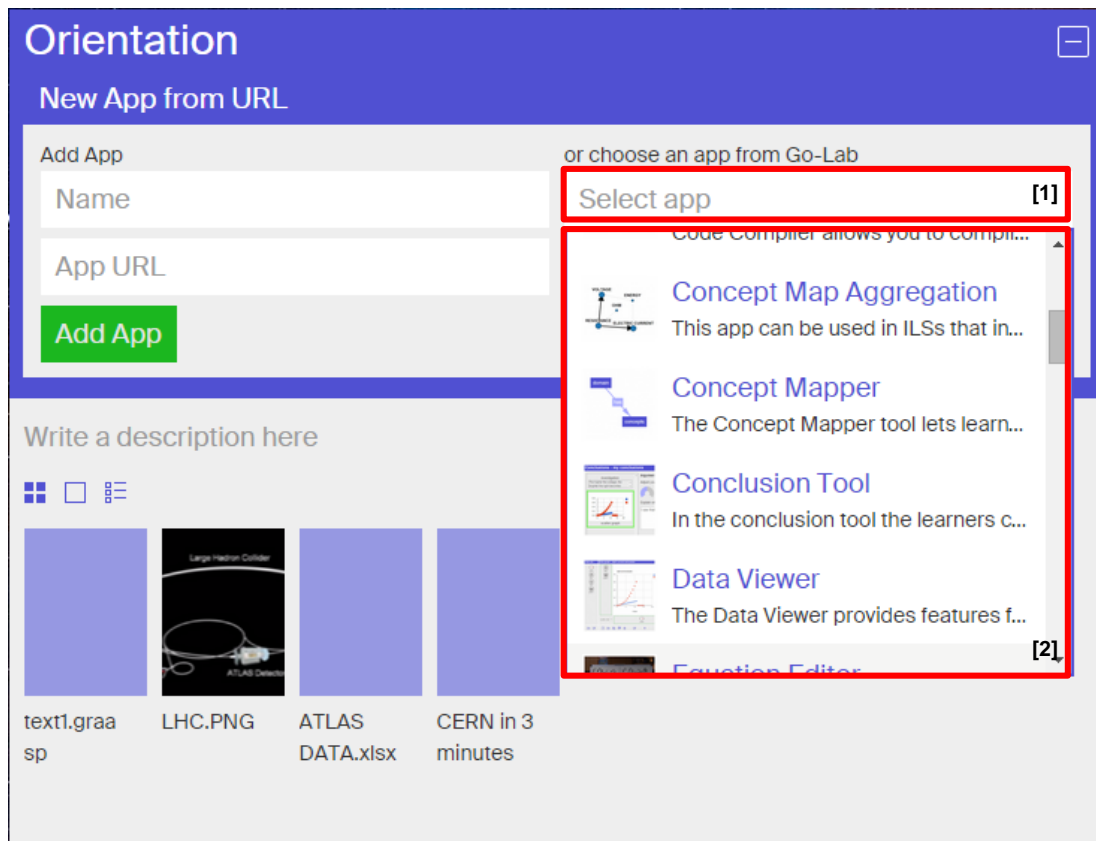 Orientation
New App from URL
Add App
or choose an app from Go-Lab
Name
Select app
[1]
App URL
Add App
Code Compiler allows you to compil...
Concept Map Aggregation
This app can be used in ILSs that in...
Concept Mapper
The Concept Mapper tool lets learn...
Conclusion Tool
In the conclusion tool the learners c...
Data Viewer
The Data Viewer provides features f...
[2]
Equation Editor
Write a description here
Large Hadron Collider
ATLAS Detecto
text1.graa
sp
LHC.PNG
ATLAS
DATA.xlsx
CERN in 3
minutes